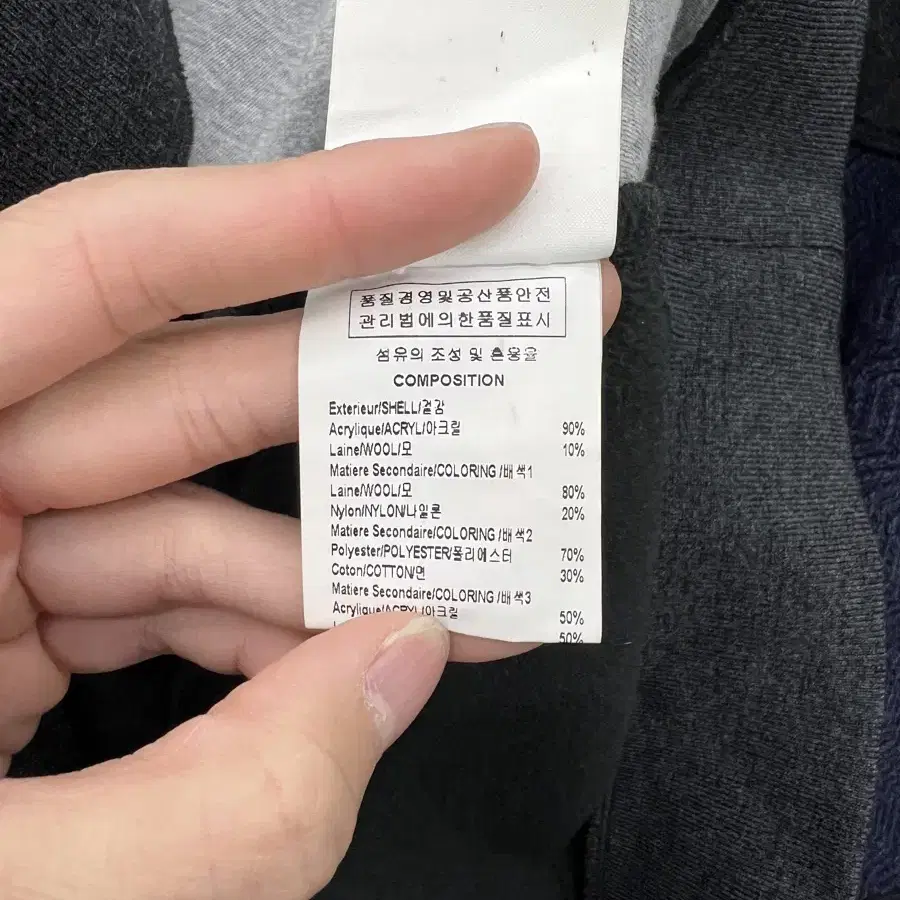 품질경영및공산품안전
관리법에의한품질표시
섬유의 조성 및 혼용율
COMPOSITION
Exterieur/SHELL/겉감
Acrylique/ACRYL/아크릴 90%
Laine/WOOL/모 10%
Matiere Secondaire/COLORING /배색1
Laine/WOOL/모 80%
Nylon/NYLON/나일론 20%
Matiere Secondaire/COLORING /배색2
Polyester/POLYESTER/폴리에스터 70%
Coton/COTTON/면 30%
Matiere Secondaire/COLORING /배색3
Acrylique/ACRYL/아크릴 50%
50%